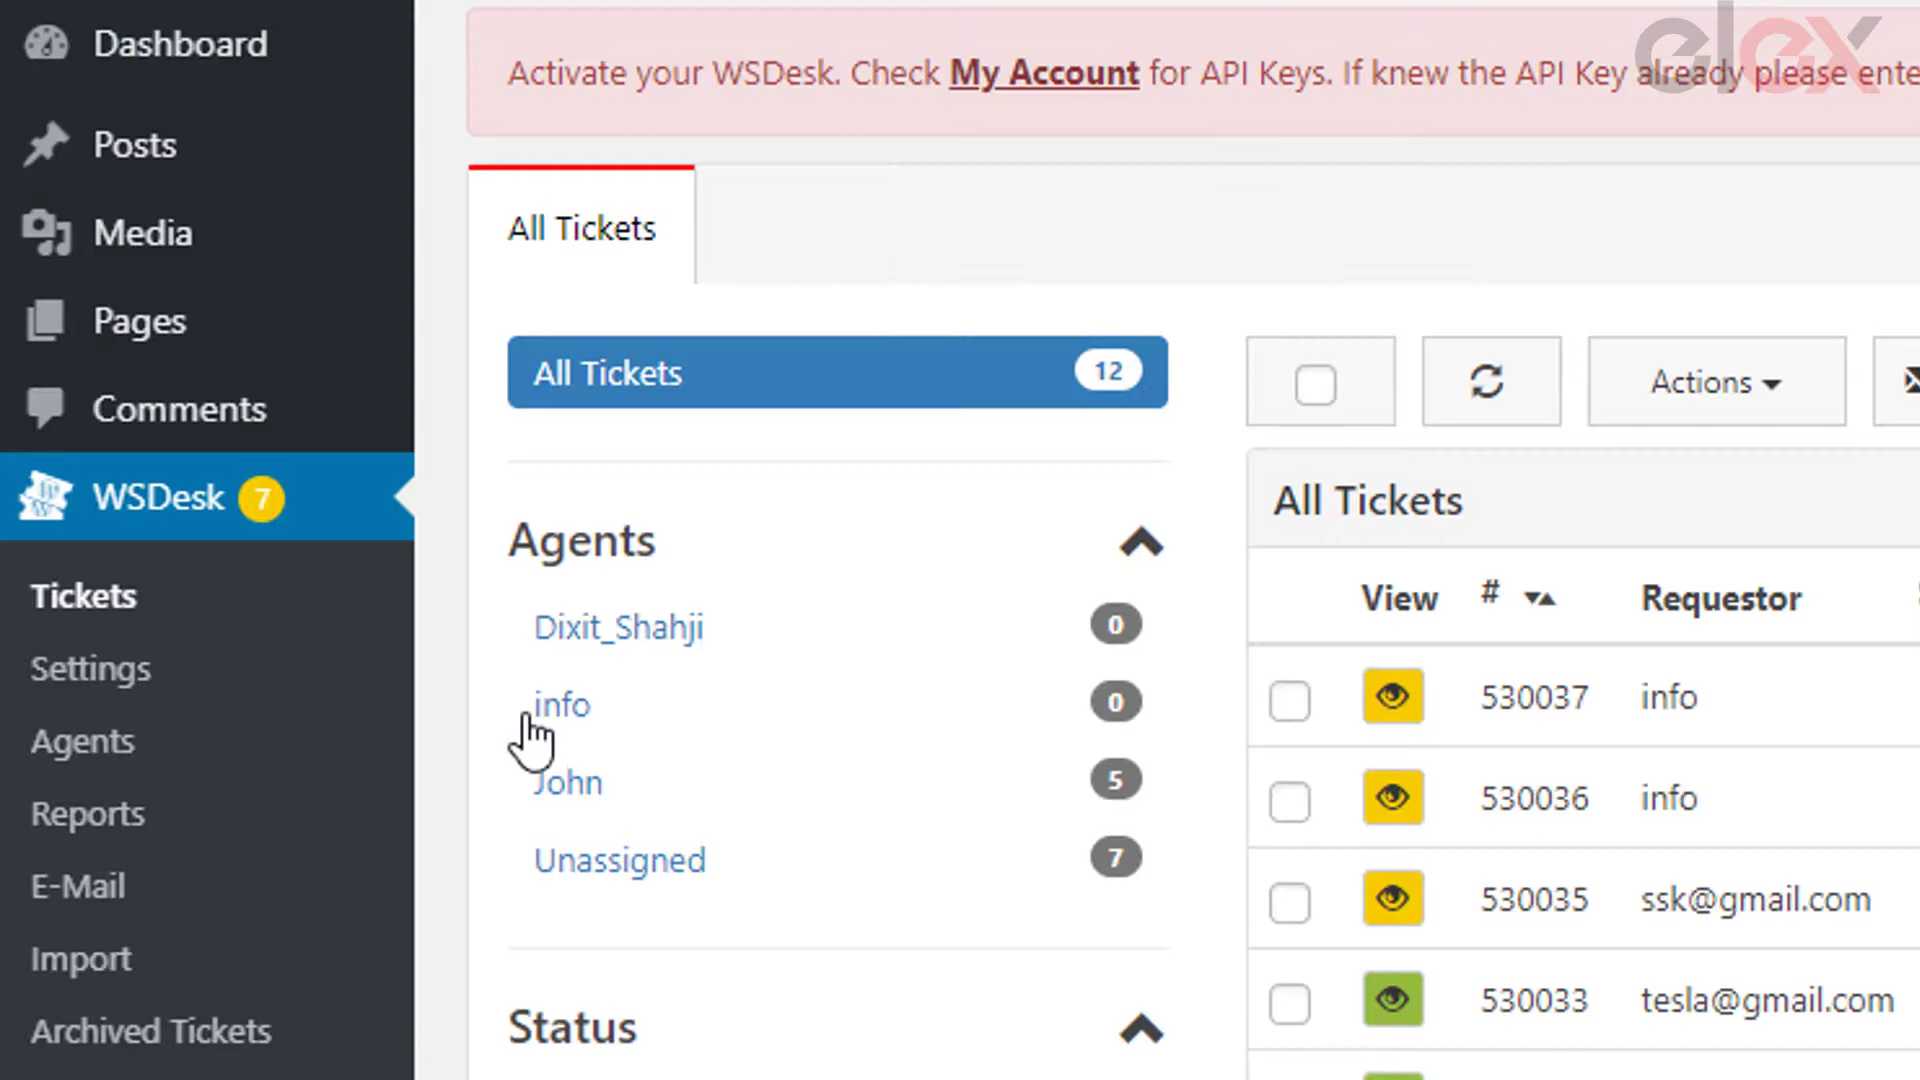 Dashboard
Posts
Media
Pages
Comments
WSDesk 7
Tickets
Settings
Agents
Reports
E-Mail
Import
Archived Tickets
elex
Activate your WSDesk. Check My Account for API Keys. If knew the API Key already please ente
All Tickets
All Tickets 12
Agents
Dixit_Shahji 0
info 0
John 5
Unassigned 7
Status
Actions
All Tickets
View # Requestor
530037 info
530036 info
530035 ssk@gmail.com
530033 tesla@gmail.com